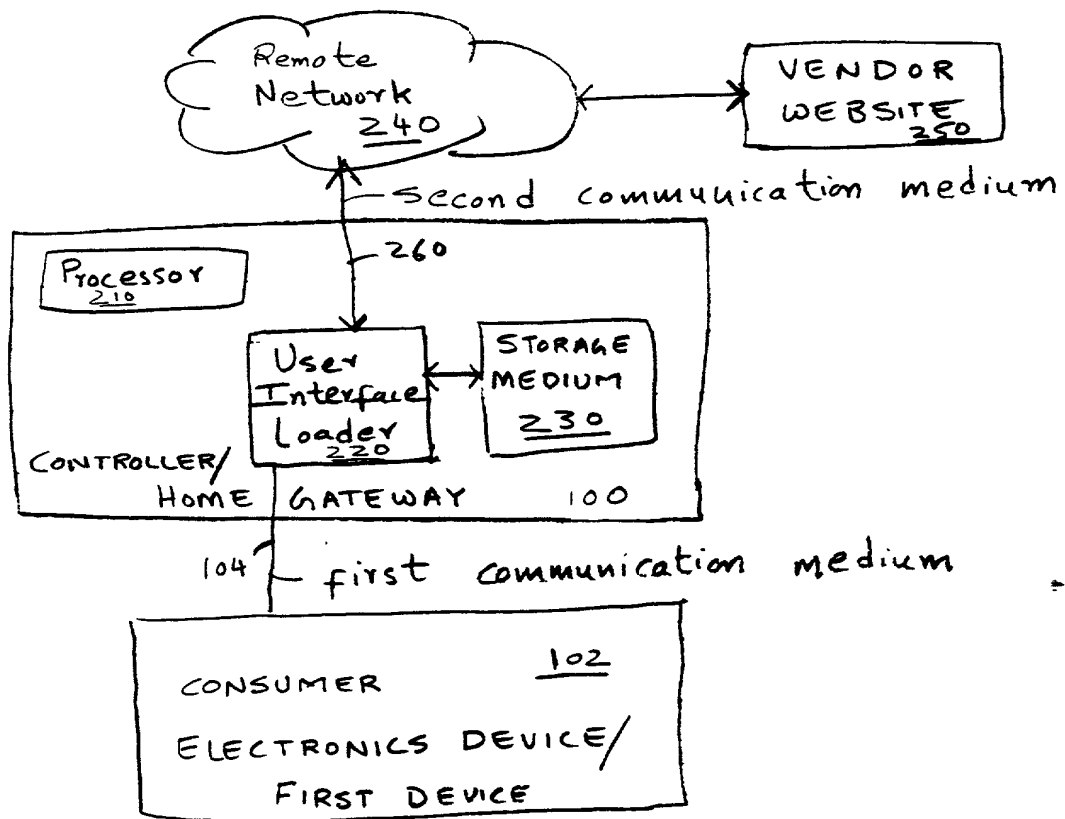 Remote
Network
240
VENDOR
WEBSITE
250
second communication medium
260
Processor
210
User
Interface
Loader
220
STORAGE
MEDIUM
230
CONTROLLER/
HOME GATEWAY 100
104
first communication medium
102
CONSUMER
ELECTRONICS DEVICE/
FIRST DEVICE